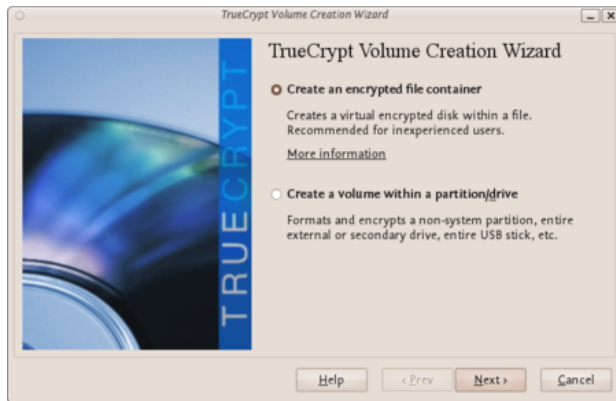 TrueCrypt Volume Creation Wizard
TRUECRYPT
TrueCrypt Volume Creation Wizard
Create an encrypted file container
Creates a virtual encrypted disk within a file.
Recommended for inexperienced users.
More information
Create a volume within a partition/drive
Formats and encrypts a non-system partition, entire
external or secondary drive, entire USB stick, etc.
Help
< Prev
Next >
Cancel